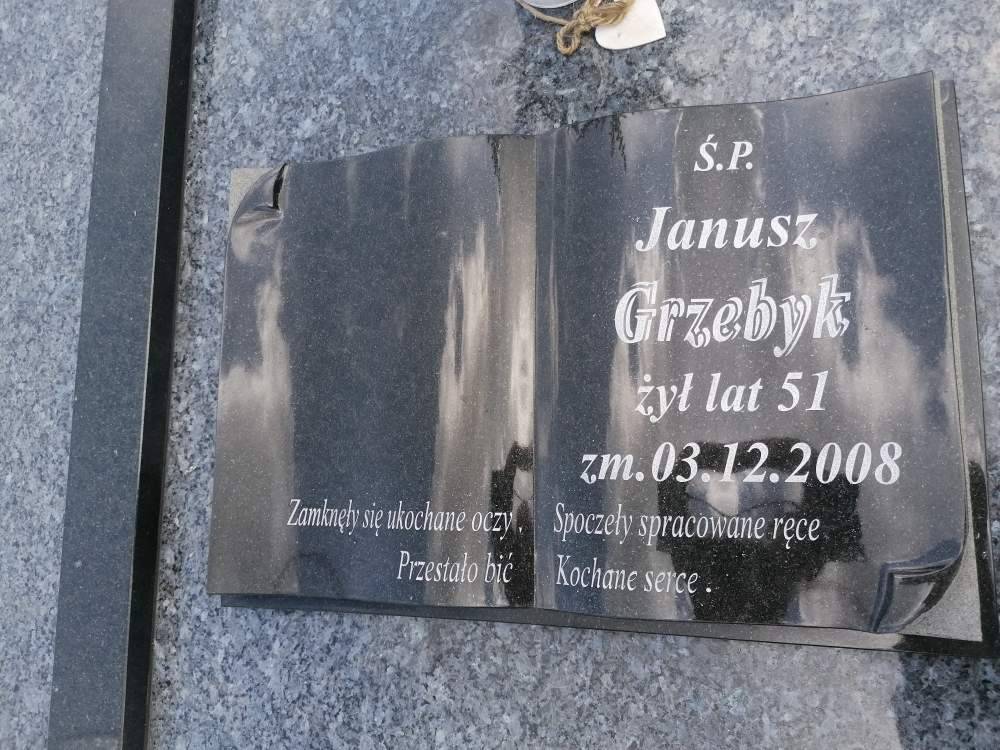 Ś.P.
Janusz
Grzebyk
żył lat 51
zm.03.12.2008
Zamknęły się ukochane oczy . Spoczeły spracowane ręce
Przestało bić Kochane serce .